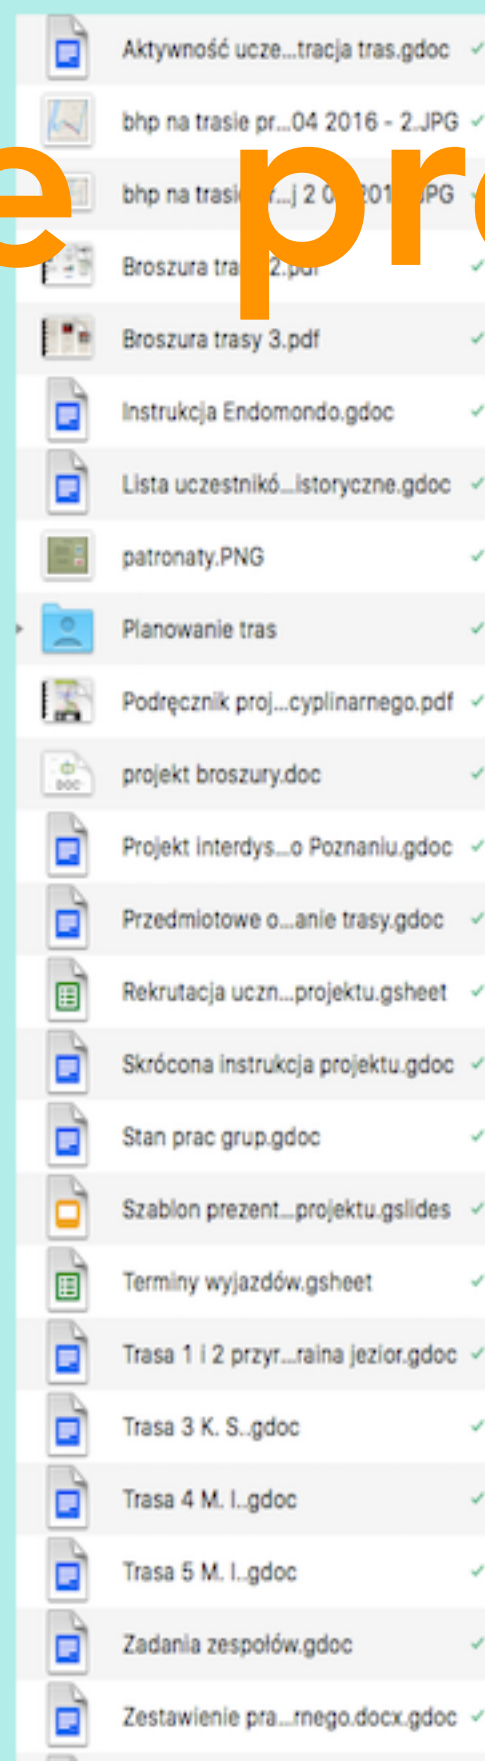 Aktywność ucze...tracja tras.gdoc
bhp na trasie pr...04 2016 - 2.JPG
e pr
bhp na trasie JPG
Broszura 2.pdf
Broszura trasy 3.pdf
Instrukcja Endomondo.gdoc
Lista uczestnikó...istoryczne.gdoc
patronaty.PNG
Planowanie tras
Podręcznik proj...cyplinarnego.pdf
DOC
projekt broszury.doc
Projekt interdys...o Poznaniu.gdoc
Przedmiotowe o...anie trasy.gdoc
Rekrutacja uczn...projektu.gsheet
Skrócona instrukcja projektu.gdoc
Stan prac grup.gdoc
Szablon prezent...projektu.gslides
Terminy wyjazdów.gsheet
Trasa 1 i 2 przyr...raina jezior.gdoc
Trasa 3 K. S..gdoc
Trasa 4 M. I..gdoc
Trasa 5 M. I..gdoc
Zadania zespołów.gdoc
Zestawienie pra...rnego.docx.gdoc